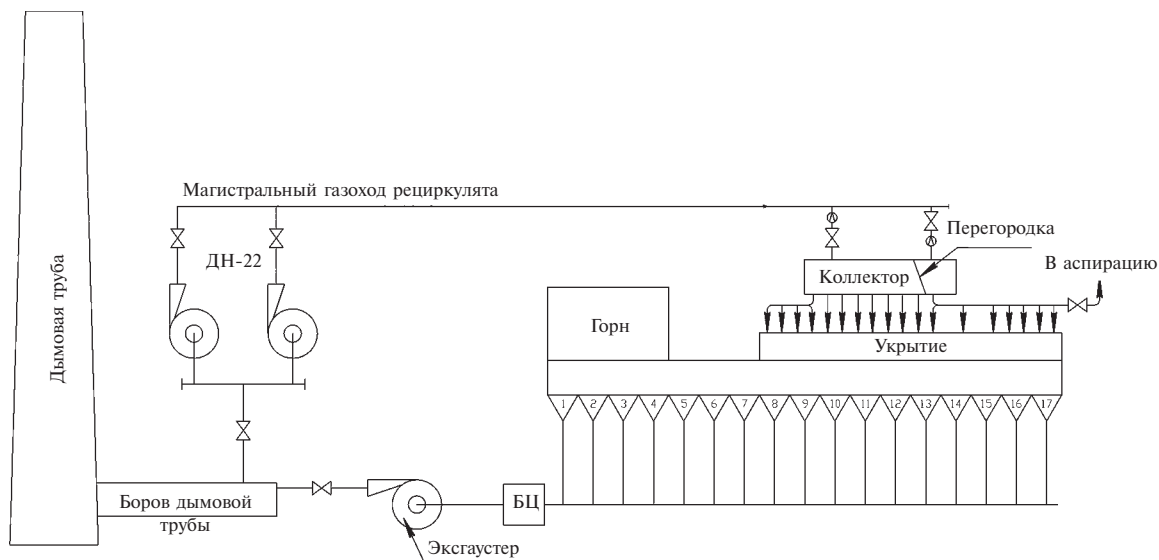 Магистральный газоход рециркулята
Перегородка
ДН-22
В аспирацию
Коллектор
Дымовая труба
Горн
Укрытие
1 2 3 4 5 6 7 8 9 10 11 12 13 14 15 16 17
Боров дымовой
трубы
БЦ
Эксгаустер